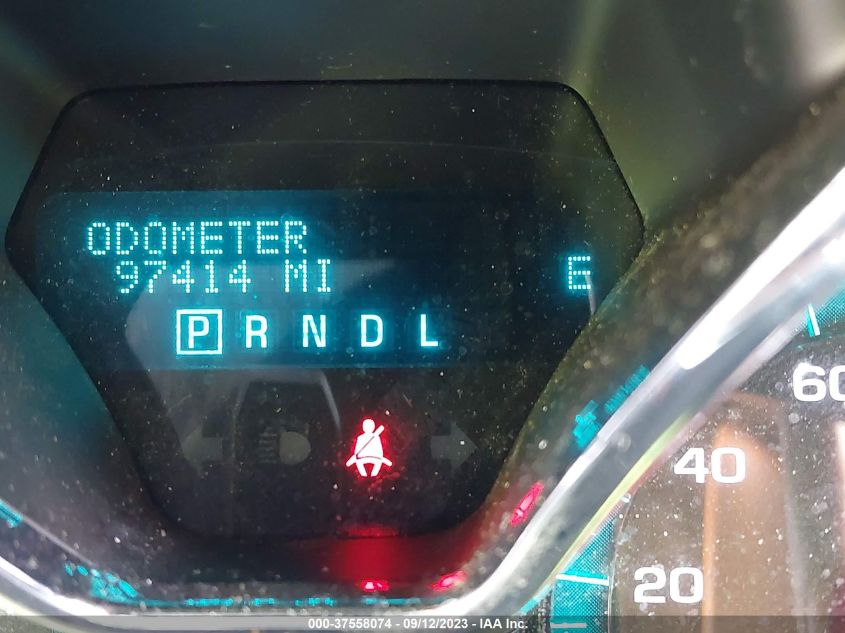 ODOMETER
97414 MI
E
P R N D L
60
40
20
000-37558074 - 09/12/2023 - IAA Inc.